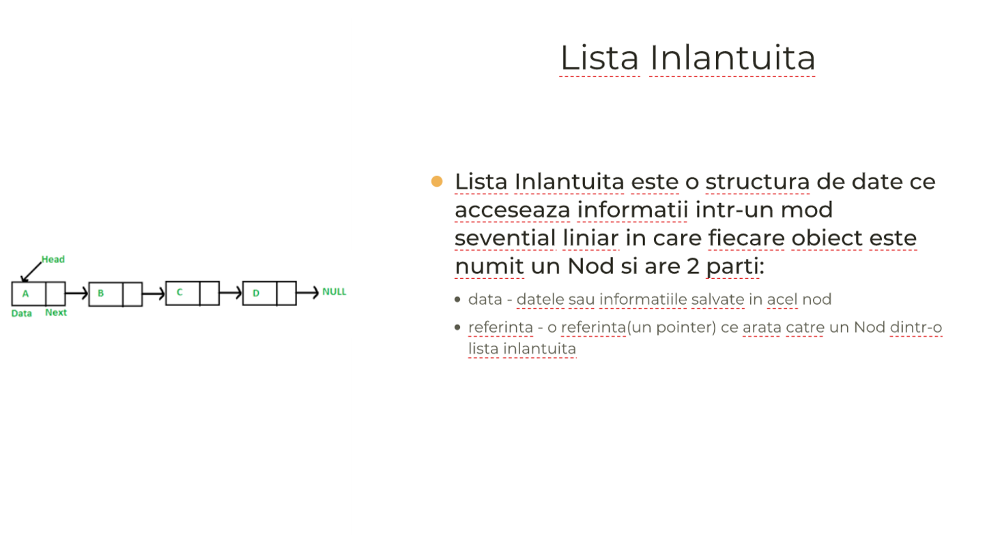 Lista Inlantuita
Head
A
B
C
D
NULL
Data
Next
Lista Inlantuita este o structura de date ce
acceseaza informatii intr-un mod
sevential liniar in care fiecare obiect este
numit un Nod si are 2 parti:
data - datele sau informatiile salvate in acel nod
referinta - o referinta(un pointer) ce arata catre un Nod dintr-o
lista inlantuita